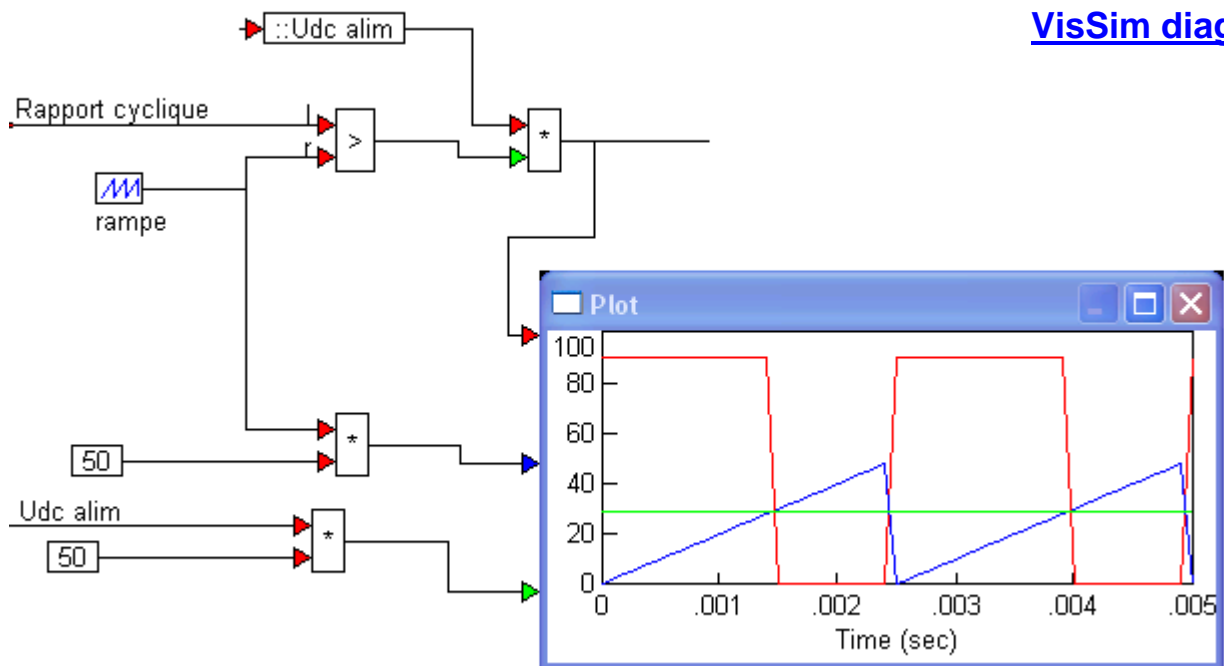 VisSim diag
::Udc alim
Rapport cyclique
l
r
>
*
rampe
50
*
Udc alim
50
*
Plot
100
80
60
40
20
0
0 .001 .002 .003 .004 .005
Time (sec)